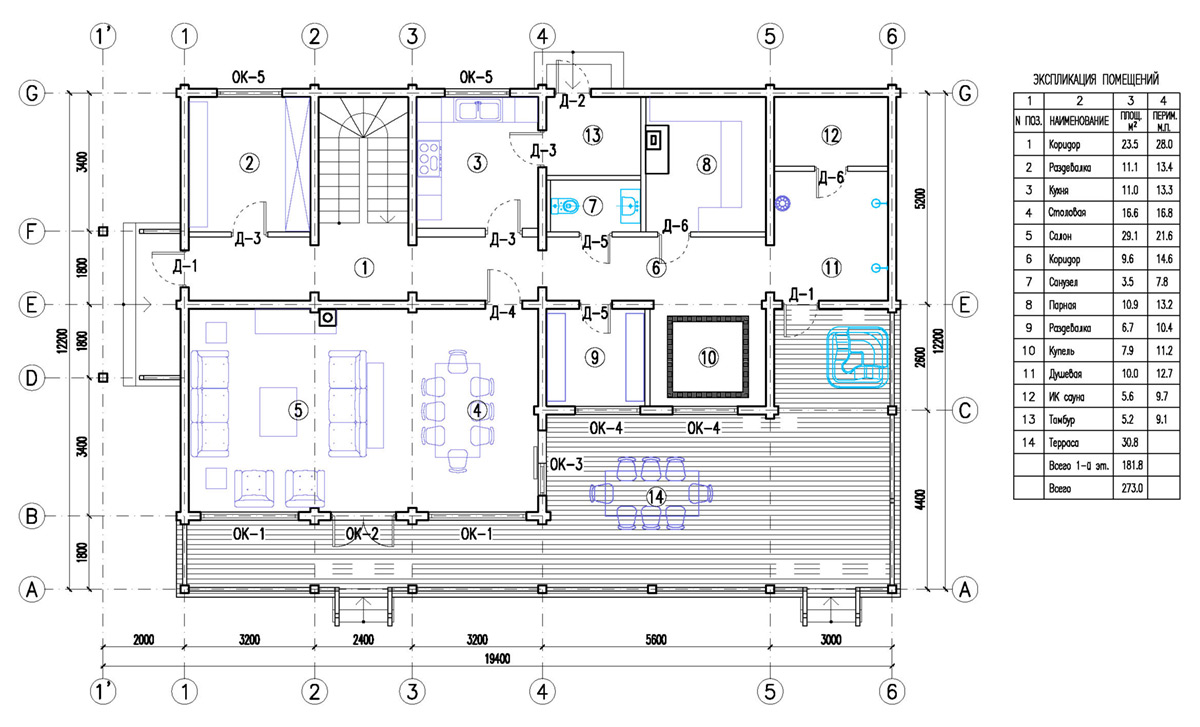 1' 1 2 3 4 5 6
ОК-5 ОК-5
G G
Д-2
13 12
3400 2 3 Д-3 8 5200
Д-6
7
F Д-3 Д-3 Д-5 Д-6
1800 Д-1 1 6 11
E Д-4 Д-5 Д-1 E
12200 1800 9 10 2600 12200
D
5 4 C
ОК-4 ОК-4
3400 ОК-3
14 4400
B
ОК-1 ОК-2 ОК-1
1800
A A
2000 3200 2400 3200 5600 3000
19400
1' 1 2 3 4 5 6
ЭКСПЛИКАЦИЯ ПОМЕЩЕНИЙ
1 2 3 4
N ПОЗ. НАИМЕНОВАНИЕ ПЛОЩ. М² ПЕРИМ. М.П.
1 Коридор 23.5 28.0
2 Раздевалка 11.1 13.4
3 Кухня 11.0 13.3
4 Столовая 16.6 16.8
5 Салон 29.1 21.6
6 Коридор 9.6 14.6
7 Санузел 3.5 7.8
8 Парная 10.9 13.2
9 Раздевалка 6.7 10.4
10 Купель 7.9 11.2
11 Душевая 10.0 12.7
12 ИК сауна 5.6 9.7
13 Тамбур 5.2 9.1
14 Терраса 30.8
Всего 1-й эт. 181.8
Всего 273.0